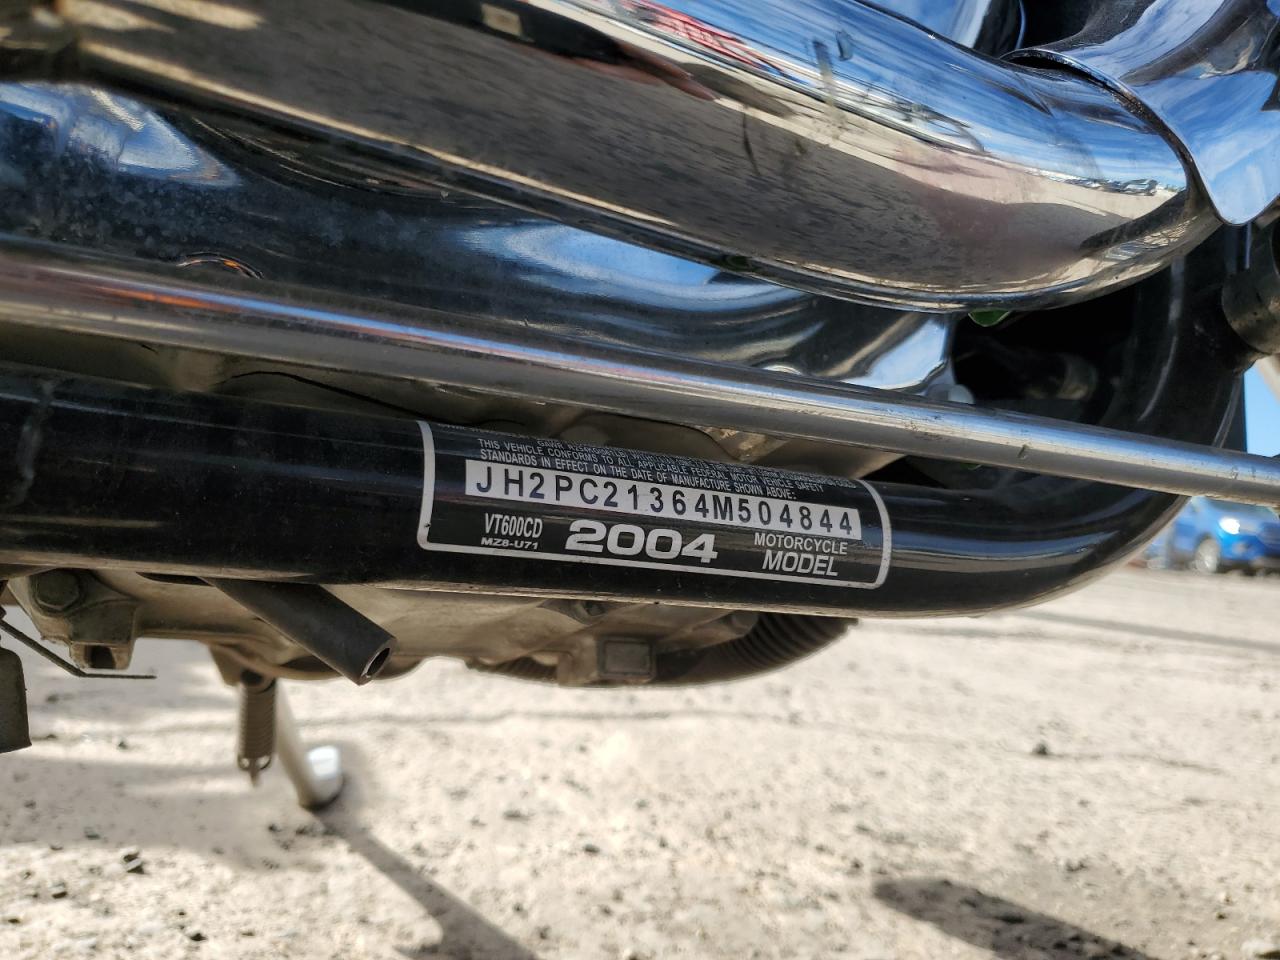 THIS VEHICLE CONFORMS TO ALL APPLICABLE FEDERAL MOTOR VEHICLE SAFETY
STANDARDS IN EFFECT ON THE DATE OF MANUFACTURE SHOWN ABOVE:
JH2PC21364M504844
VT600CD
MZ8-U71
2004
MOTORCYCLE
MODEL